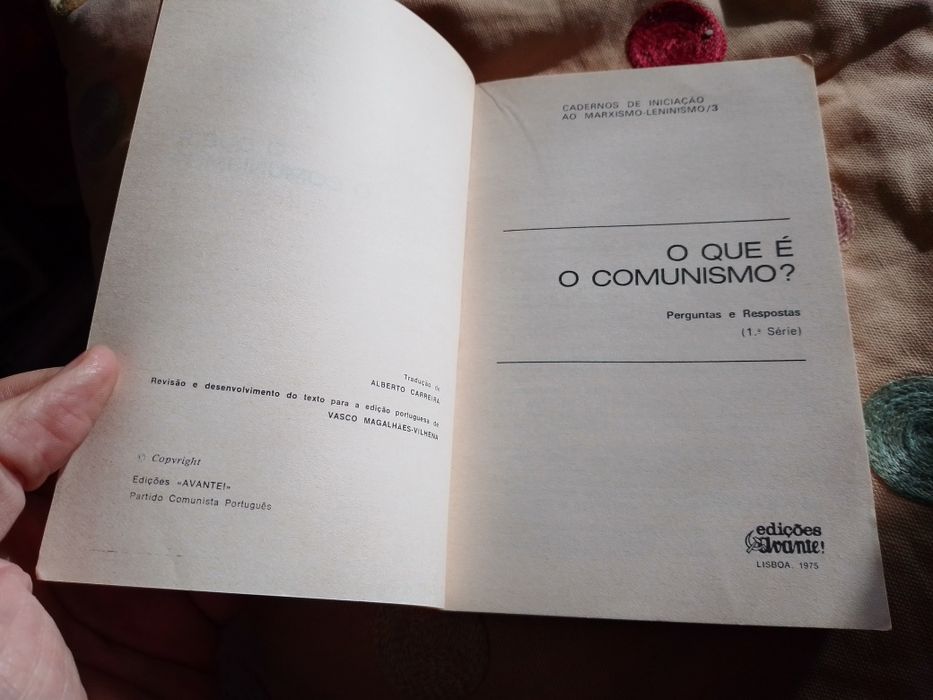 Tradução de
ALBERTO CARREIRA
Revisão e desenvolvimento do texto para a edição portuguesa de
VASCO MAGALHÃES-VILHENA
© Copyright
Edições «AVANTE!»
Partido Comunista Português
CADERNOS DE INICIAÇÃO
AO MARXISMO-LENINISMO/3
O QUE É
O COMUNISMO?
Perguntas e Respostas
(1.ª Série)
edições
Avante!
LISBOA. 1975